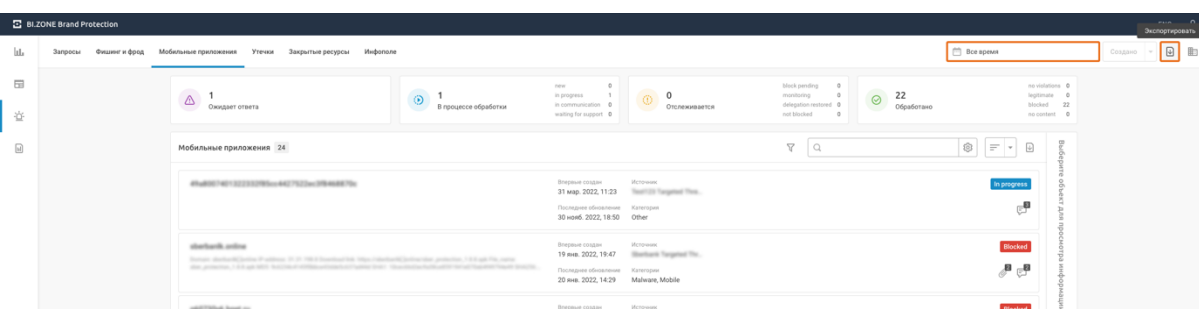 BI.ZONE Brand Protection
Экспортировать
Запросы Фишинг и фрод Мобильные приложения Утечки Закрытые ресурсы Инфополе
Все время
Создано
1
Ожидает ответа
1
В процессе обработки
new 0
in progress 1
in communication 0
waiting for support 0
0
Отслеживается
block pending 0
monitoring 0
delegation restored 0
not blocked 0
22
Обработано
no violations 0
legitimate 0
blocked 22
no content 0
Мобильные приложения 24
Выберите объект для просмотра информации
Впервые создан Источник
31 мар. 2022, 11:23
In progress
Последнее обновление Категория
30 нояб. 2022, 18:50 Other
Впервые создан Источник
19 янв. 2022, 19:47
Blocked
Последнее обновление Категория
20 янв. 2022, 14:29 Malware, Mobile
Впервые создан Источник
Blocked